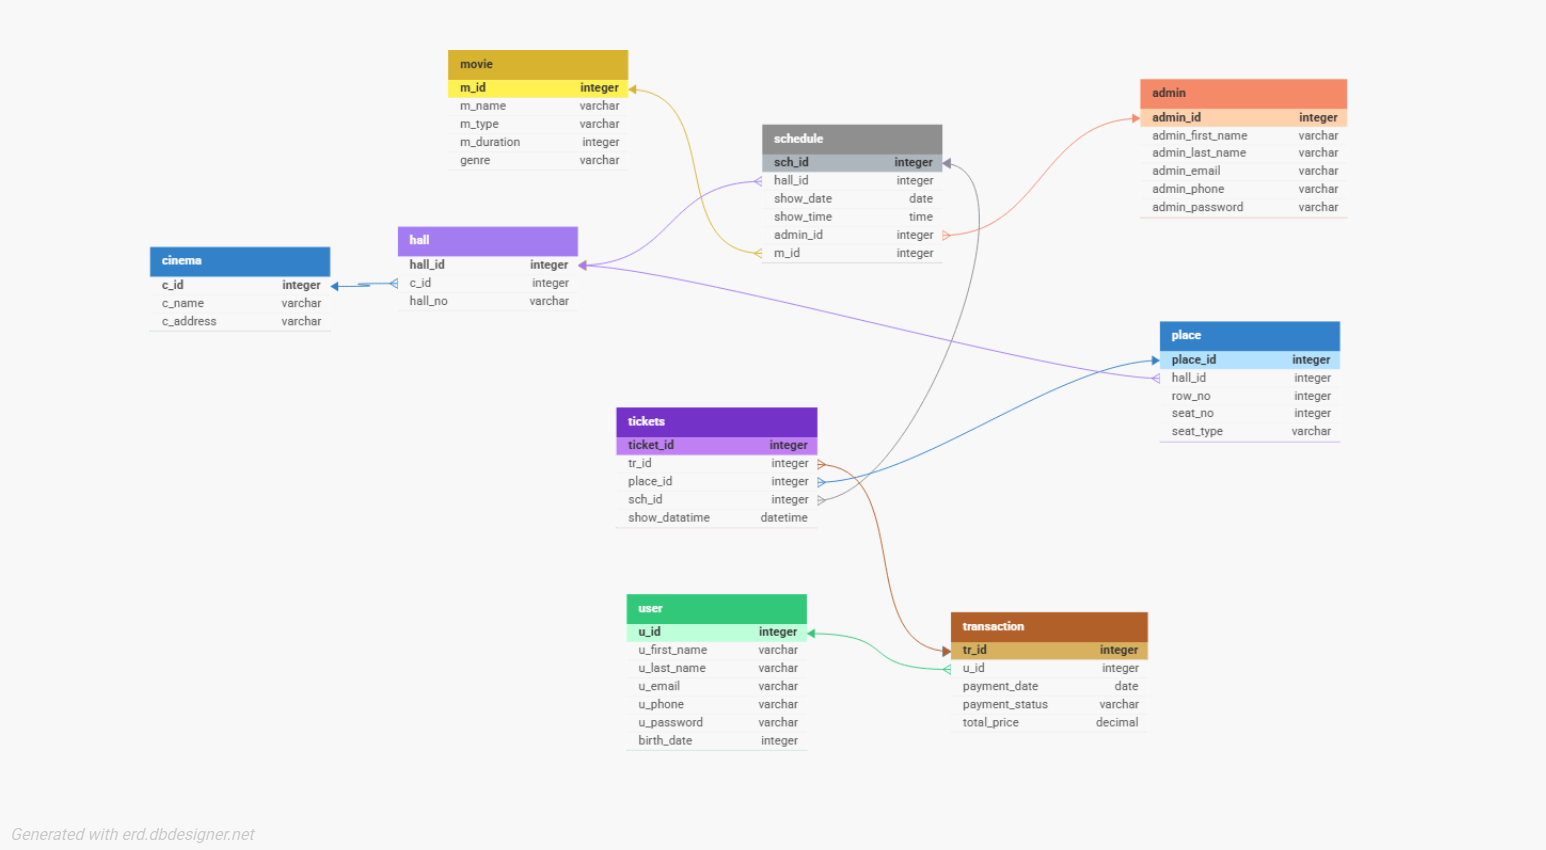 movie
m_id integer
m_name varchar
m_type varchar
m_duration integer
genre varchar
admin
admin_id integer
admin_first_name varchar
admin_last_name varchar
admin_email varchar
admin_phone varchar
admin_password varchar
schedule
sch_id integer
hall_id integer
show_date date
show_time time
admin_id integer
m_id integer
hall
hall_id integer
c_id integer
hall_no varchar
cinema
c_id integer
c_name varchar
c_address varchar
place
place_id integer
hall_id integer
row_no integer
seat_no integer
seat_type varchar
tickets
ticket_id integer
tr_id integer
place_id integer
sch_id integer
show_datatime datetime
user
u_id integer
u_first_name varchar
u_last_name varchar
u_email varchar
u_phone varchar
u_password varchar
birth_date integer
transaction
tr_id integer
u_id integer
payment_date date
payment_status varchar
total_price decimal
Generated with erd.dbdesigner.net